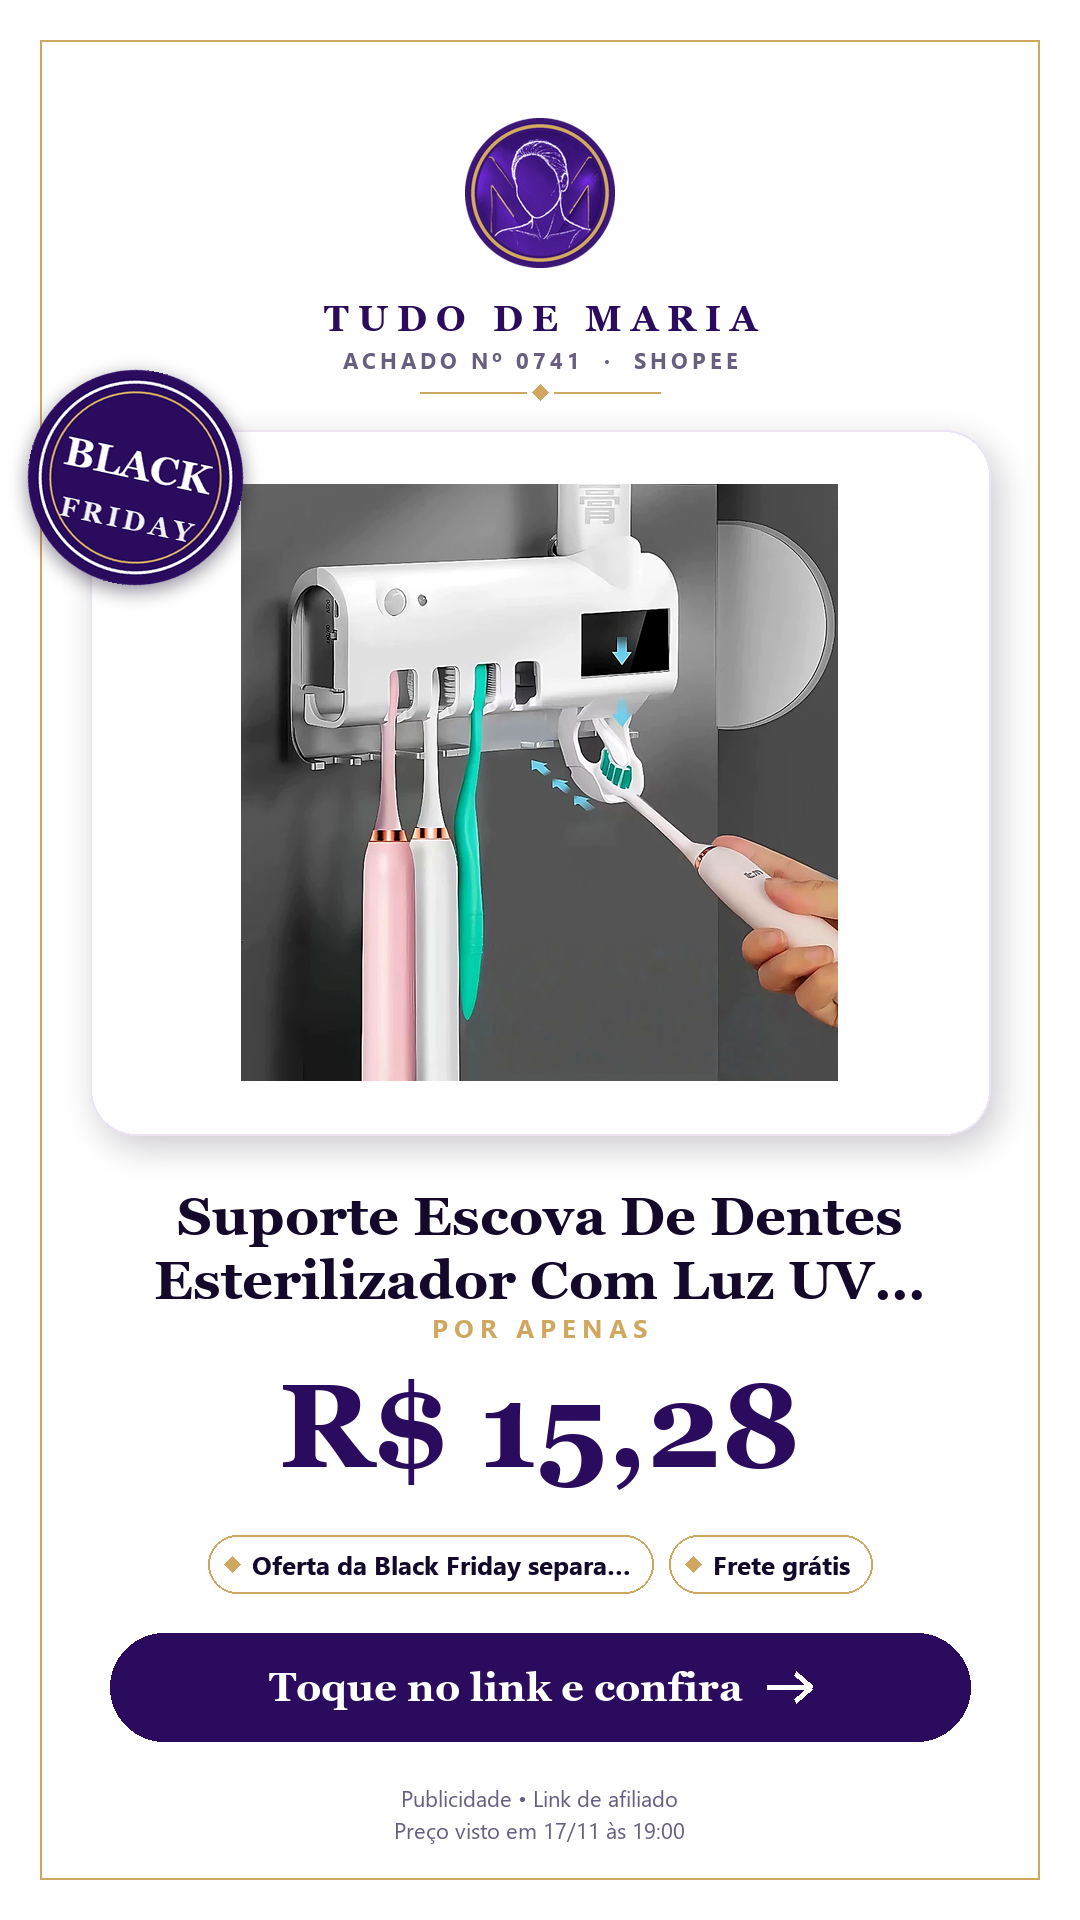 TUDO DE MARIA
ACHADO Nº 0741 · SHOPEE
BLACK
FRIDAY
膏
Suporte Escova De Dentes
Esterilizador Com Luz UV...
POR APENAS
R$ 15,28
Oferta da Black Friday separa...
Frete grátis
Toque no link e confira →
Publicidade • Link de afiliado
Preço visto em 17/11 às 19:00